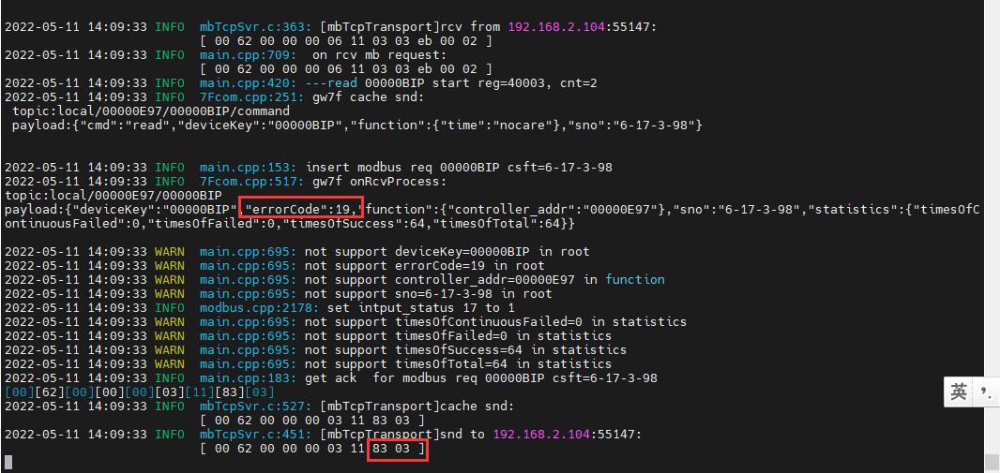 2022-05-11 14:09:33 INFO  mbTcpSvr.c:363: [mbTcpTransport]rcv from 192.168.2.104:55147:
[ 00 62 00 00 00 06 11 03 03 eb 00 02 ]
2022-05-11 14:09:33 INFO  main.cpp:709:  on rcv mb request:
[ 00 62 00 00 00 06 11 03 03 eb 00 02 ]
2022-05-11 14:09:33 INFO  main.cpp:420: ---read 00000BIP start reg=40003, cnt=2
2022-05-11 14:09:33 INFO  7Fcom.cpp:251: gw7f cache snd:
topic:local/00000E97/00000BIP/command
payload:{"cmd":"read","deviceKey":"00000BIP","function":{"time":"nocare"},"sno":"6-17-3-98"}
2022-05-11 14:09:33 INFO  main.cpp:153: insert modbus req 00000BIP csft=6-17-3-98
2022-05-11 14:09:33 INFO  7Fcom.cpp:517: gw7f onRcvProcess:
topic:local/00000E97/00000BIP
payload:{"deviceKey":"00000BIP","errorCode":19,"function":{"controller_addr":"00000E97"},"sno":"6-17-3-98","statistics":{"timesOfC
ontinuousFailed":0,"timesOfFailed":0,"timesOfSuccess":64,"timesOfTotal":64}}
2022-05-11 14:09:33 WARN  main.cpp:695: not support deviceKey=00000BIP in root
2022-05-11 14:09:33 WARN  main.cpp:695: not support errorCode=19 in root
2022-05-11 14:09:33 WARN  main.cpp:695: not support controller_addr=00000E97 in function
2022-05-11 14:09:33 WARN  main.cpp:695: not support sno=6-17-3-98 in root
2022-05-11 14:09:33 INFO  modbus.cpp:2178: set intput_status 17 to 1
2022-05-11 14:09:33 WARN  main.cpp:695: not support timesOfContinuousFailed=0 in statistics
2022-05-11 14:09:33 WARN  main.cpp:695: not support timesOfFailed=0 in statistics
2022-05-11 14:09:33 WARN  main.cpp:695: not support timesOfSuccess=64 in statistics
2022-05-11 14:09:33 WARN  main.cpp:695: not support timesOfTotal=64 in statistics
2022-05-11 14:09:33 INFO  main.cpp:183: get ack  for modbus req 00000BIP csft=6-17-3-98
[00][62][00][00][00][03][11][83][03]
2022-05-11 14:09:33 INFO  mbTcpSvr.c:527: [mbTcpTransport]cache snd:
[ 00 62 00 00 00 03 11 83 03 ]
2022-05-11 14:09:33 INFO  mbTcpSvr.c:451: [mbTcpTransport]snd to 192.168.2.104:55147:
[ 00 62 00 00 00 03 11 83 03 ]
英 ’.